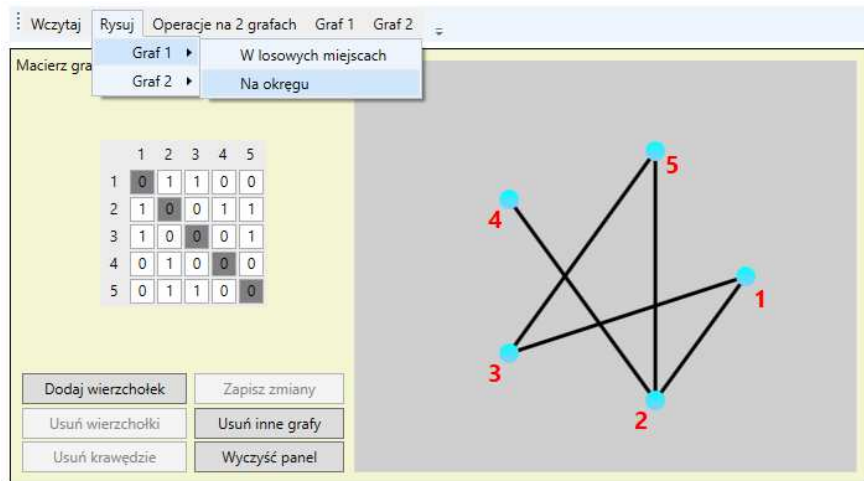 Wczytaj Rysuj Operacje na 2 grafach Graf 1 Graf 2
Graf 1 W losowych miejscach
Macierz gra
Graf 2 Na okręgu
1 2 3 4 5
1 0 1 1 0 0
2 1 0 0 1 1
3 1 0 0 0 1
4 0 1 0 0 0
5 0 1 1 0 0
Dodaj wierzchołek Zapisz zmiany
Usuń wierzchołki Usuń inne grafy
Usuń krawędzie Wyczyść panel
5
4
1
3
2